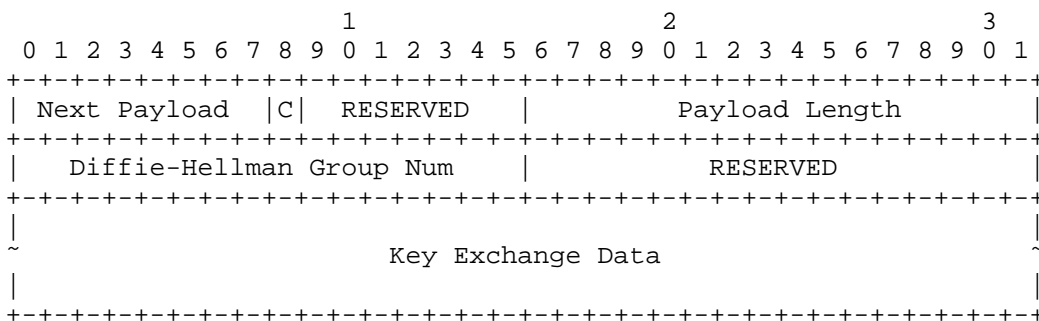 1                   2                   3
 0 1 2 3 4 5 6 7 8 9 0 1 2 3 4 5 6 7 8 9 0 1 2 3 4 5 6 7 8 9 0 1
+-+-+-+-+-+-+-+-+-+-+-+-+-+-+-+-+-+-+-+-+-+-+-+-+-+-+-+-+-+-+-+-+
| Next Payload  |C|  RESERVED   |         Payload Length        |
+-+-+-+-+-+-+-+-+-+-+-+-+-+-+-+-+-+-+-+-+-+-+-+-+-+-+-+-+-+-+-+-+
|   Diffie-Hellman Group Num    |           RESERVED            |
+-+-+-+-+-+-+-+-+-+-+-+-+-+-+-+-+-+-+-+-+-+-+-+-+-+-+-+-+-+-+-+-+
|                                                               |
~                       Key Exchange Data                       ~
|                                                               |
+-+-+-+-+-+-+-+-+-+-+-+-+-+-+-+-+-+-+-+-+-+-+-+-+-+-+-+-+-+-+-+-+